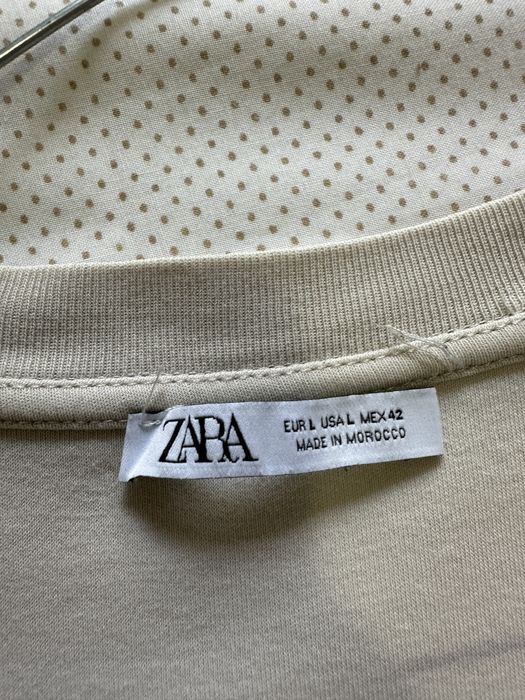 ZARA
EUR L USA L MEX 42
MADE IN MOROCCO